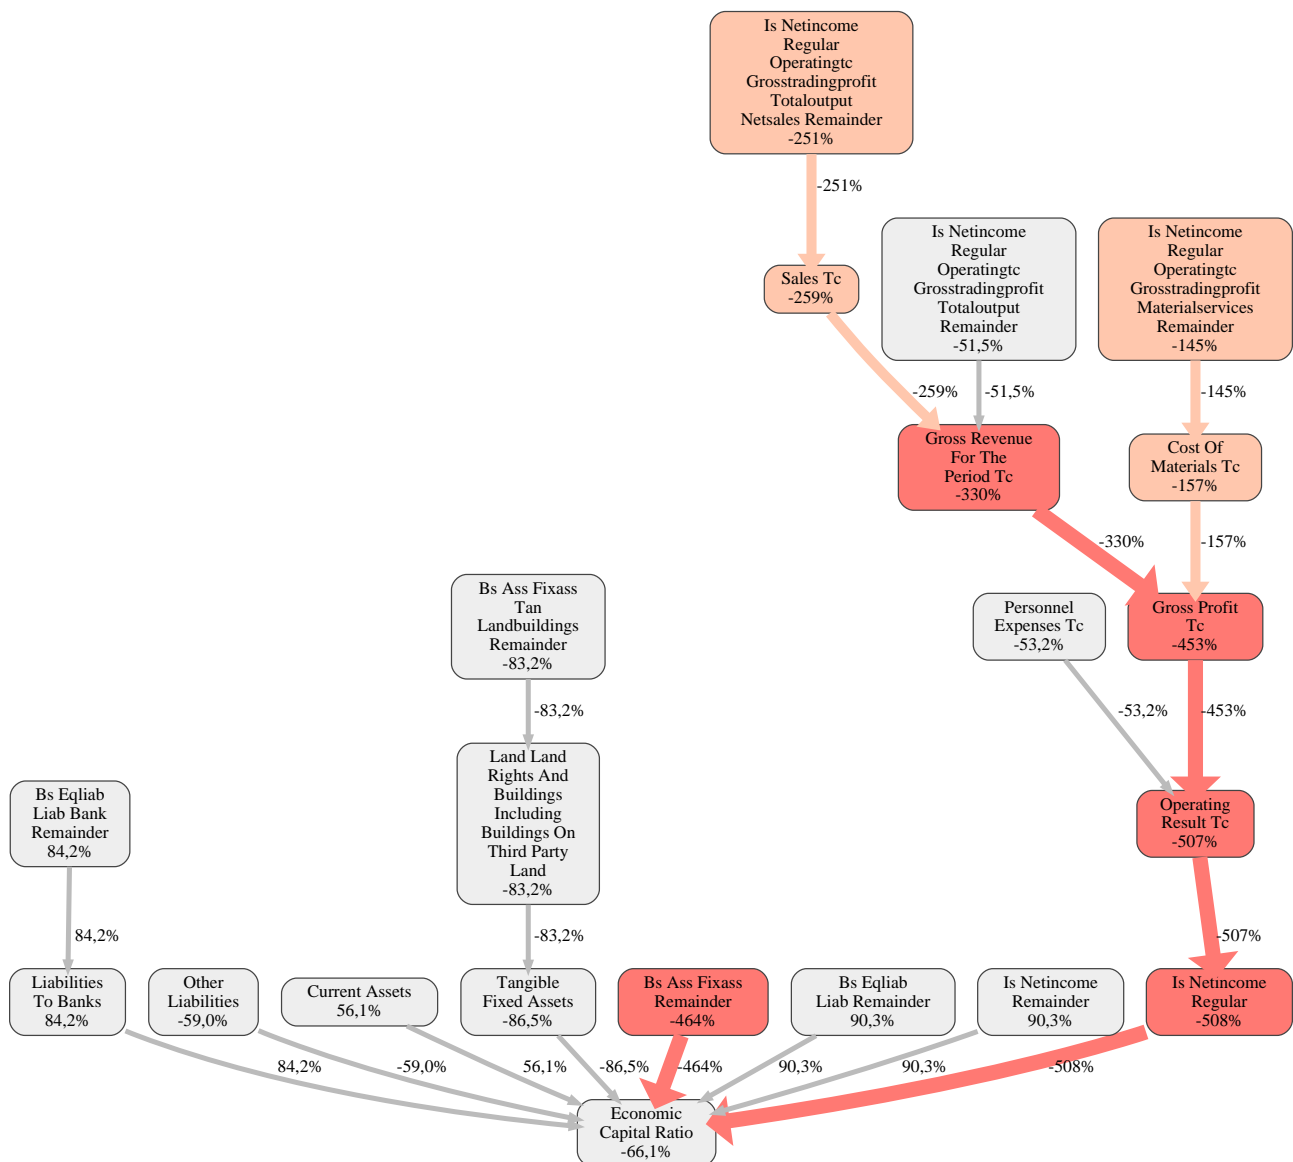 Is Netincome
Regular
Operatingtc
Grosstradingprofit
Totaloutput
Netsales Remainder
-251%
-251%
Sales Tc
-259%
Is Netincome
Regular
Operatingtc
Grosstradingprofit
Totaloutput
Remainder
-51,5%
Is Netincome
Regular
Operatingtc
Grosstradingprofit
Materialservices
Remainder
-145%
-259%
-51,5%
-145%
Gross Revenue
For The
Period Tc
-330%
Cost Of
Materials Tc
-157%
-330%
-157%
Bs Ass Fixass
Tan
Landbuildings
Remainder
-83,2%
Personnel
Expenses Tc
-53,2%
Gross Profit
Tc
-453%
-83,2%
-53,2%
-453%
Land Land
Rights And
Buildings
Including
Buildings On
Third Party
Land
-83,2%
Bs Eqliab
Liab Bank
Remainder
84,2%
Operating
Result Tc
-507%
84,2%
-83,2%
-507%
Liabilities
To Banks
84,2%
Other
Liabilities
-59,0%
Current Assets
56,1%
Tangible
Fixed Assets
-86,5%
Bs Ass Fixass
Remainder
-464%
Bs Eqliab
Liab Remainder
90,3%
Is Netincome
Remainder
90,3%
Is Netincome
Regular
-508%
84,2%
-59,0%
56,1%
-86,5%
-464%
90,3%
90,3%
-508%
Economic
Capital Ratio
-66,1%